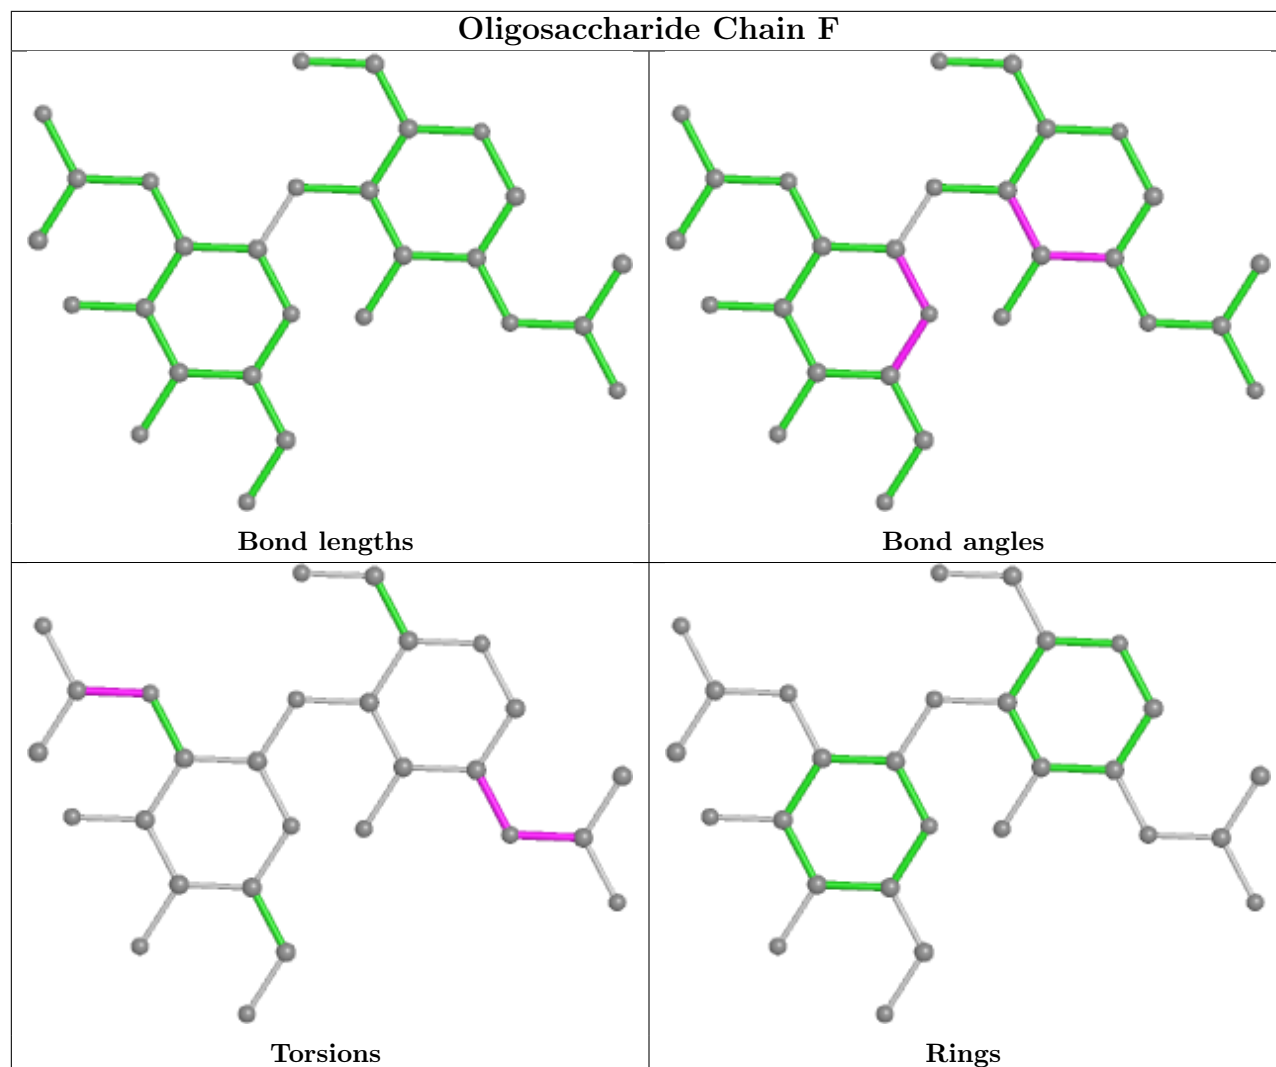 Oligosaccharide Chain F
Bond lengths
Bond angles
Torsions
Rings